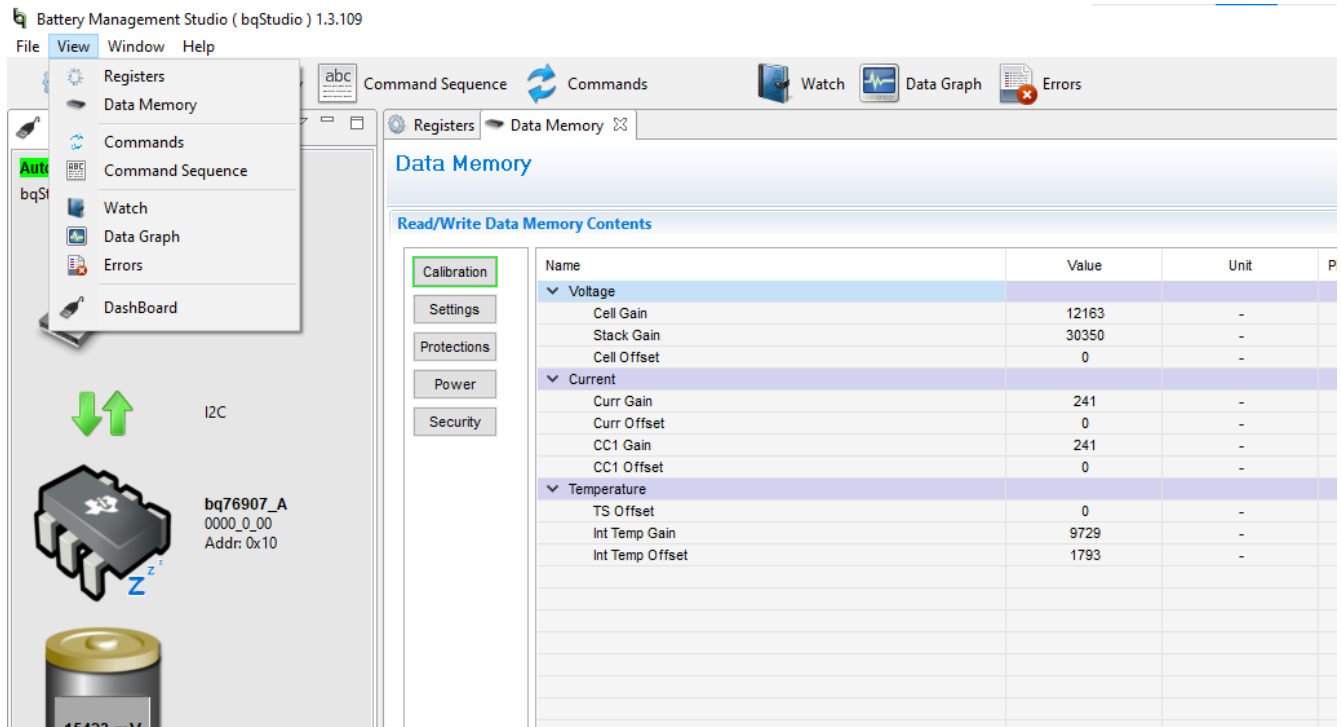 Battery Management Studio ( bqStudio ) 1.3.109
File View Window Help
Registers
Data Memory
Commands
Command Sequence
Watch
Data Graph
Errors
DashBoard
abc Command Sequence Commands Watch Data Graph Errors
Registers Data Memory
Data Memory
Read/Write Data Memory Contents
Calibration
Settings
Protections
Power
Security
Name Value Unit
Voltage
Cell Gain 12163 -
Stack Gain 30350 -
Cell Offset 0 -
Current
Curr Gain 241 -
Curr Offset 0 -
CC1 Gain 241 -
CC1 Offset 0 -
Temperature
TS Offset 0 -
Int Temp Gain 9729 -
Int Temp Offset 1793 -
I2C
bq76907_A
0000_0_00
Addr: 0x10
z z z